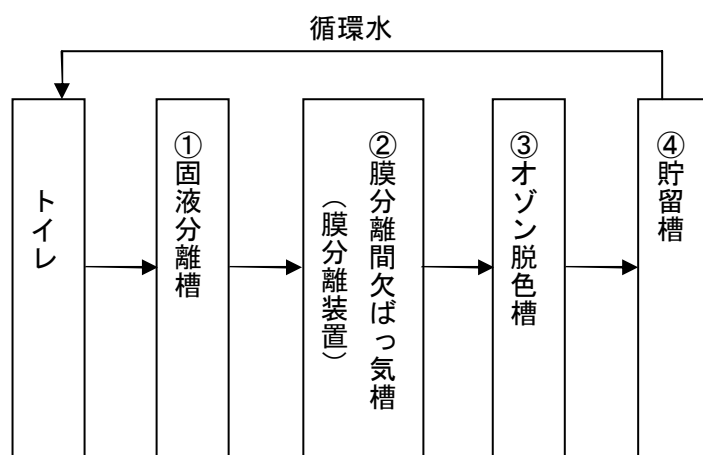 循環水
トイレ
①固液分離槽
②膜分離間欠ばっ気槽
（膜分離装置）
③オゾン脱色槽
④貯留槽